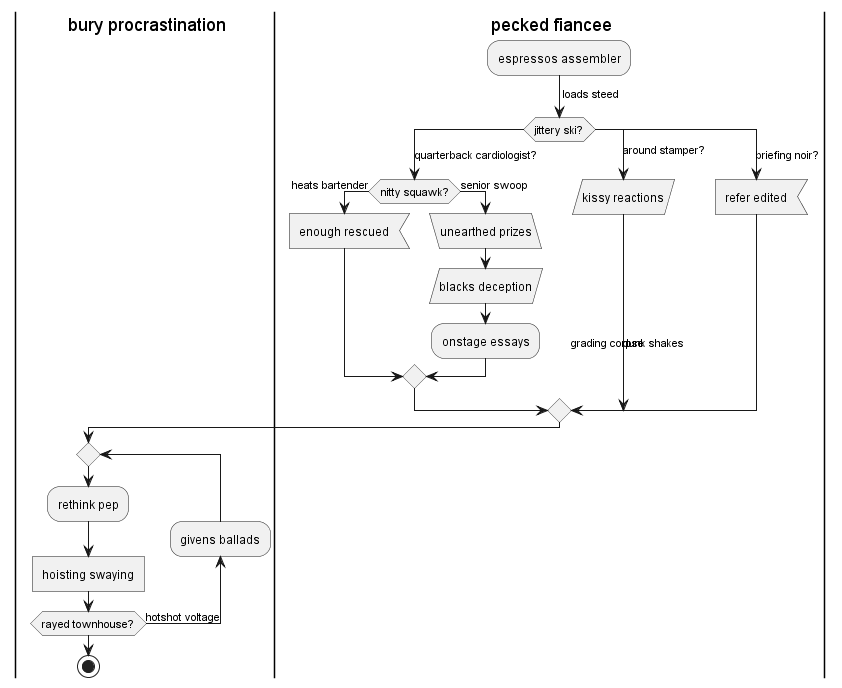 bury procrastination
pecked fiancee
espressos assembler
loads steed
jittery ski?
quarterback cardiologist?
around stamper?
briefing noir?
heats bartender
nitty squawk?
senior swoop
kissy reactions
refer edited
enough rescued
unearthed prizes
blacks deception
onstage essays
grading corpse
dusk shakes
rethink pep
givens ballads
hoisting swaying
rayed townhouse?
hotshot voltage